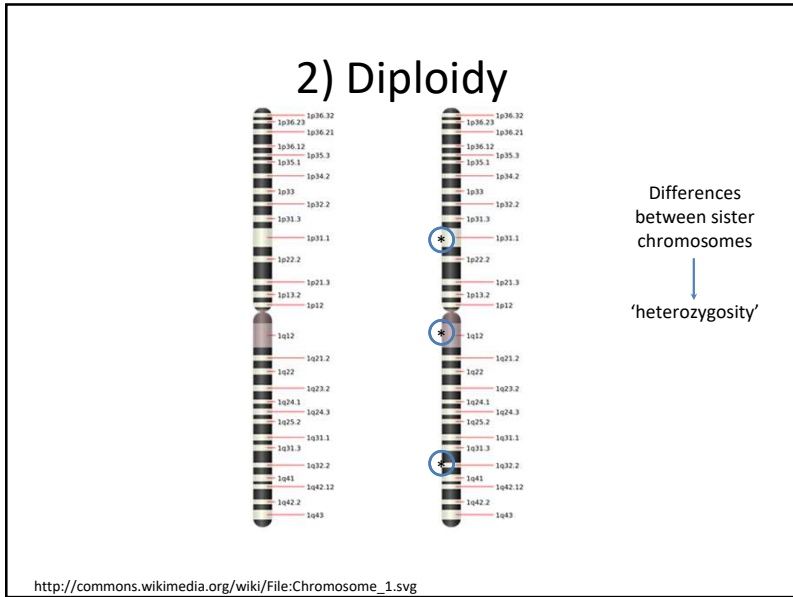 2) Diploidy
1p36.32
1p36.23
1p36.21
1p36.12
1p35.3
1p35.1
1p34.2
1p33
1p32.2
1p31.3
1p31.1
1p22.2
1p21.3
1p13.2
1p12
1q12
1q21.2
1q22
1q23.2
1q24.1
1q24.3
1q25.2
1q31.1
1q31.3
1q32.2
1q41
1q42.12
1q42.2
1q43
1p36.32
1p36.23
1p36.21
1p36.12
1p35.3
1p35.1
1p34.2
1p33
1p32.2
1p31.3
* 1p31.1
1p22.2
1p21.3
1p13.2
1p12
* 1q12
1q21.2
1q22
1q23.2
1q24.1
1q24.3
1q25.2
1q31.1
1q31.3
* 1q32.2
1q41
1q42.12
1q42.2
1q43
Differences
between sister
chromosomes
‘heterozygosity’
http://commons.wikimedia.org/wiki/File:Chromosome_1.svg